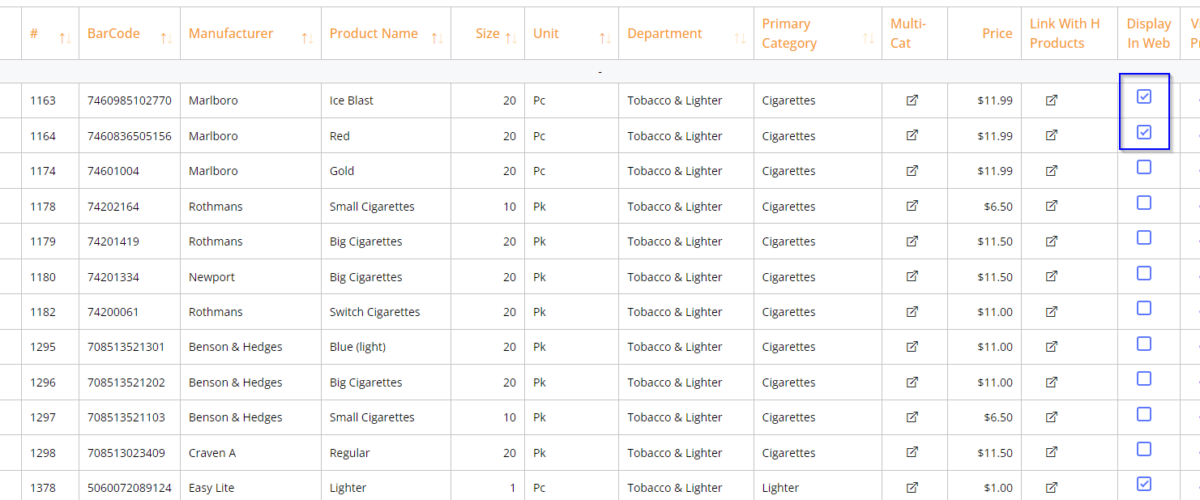 # BarCode Manufacturer Product Name Size Unit Department Primary Category Multi-Cat Price Link With H Products Display In Web
-
1163 7460985102770 Marlboro Ice Blast 20 Pc Tobacco & Lighter Cigarettes $11.99
1164 7460836505156 Marlboro Red 20 Pc Tobacco & Lighter Cigarettes $11.99
1174 74601004 Marlboro Gold 20 Pc Tobacco & Lighter Cigarettes $11.99
1178 74202164 Rothmans Small Cigarettes 10 Pk Tobacco & Lighter Cigarettes $6.50
1179 74201419 Rothmans Big Cigarettes 20 Pk Tobacco & Lighter Cigarettes $11.50
1180 74201334 Newport Big Cigarettes 20 Pk Tobacco & Lighter Cigarettes $11.50
1182 74200061 Rothmans Switch Cigarettes 20 Pk Tobacco & Lighter Cigarettes $11.00
1295 708513521301 Benson & Hedges Blue (light) 20 Pk Tobacco & Lighter Cigarettes $11.00
1296 708513521202 Benson & Hedges Big Cigarettes 20 Pk Tobacco & Lighter Cigarettes $11.00
1297 708513521103 Benson & Hedges Small Cigarettes 10 Pk Tobacco & Lighter Cigarettes $6.50
1298 708513023409 Craven A Regular 20 Pk Tobacco & Lighter Cigarettes $11.50
1378 5060072089124 Easy Lite Lighter 1 Pc Tobacco & Lighter Lighter $1.00